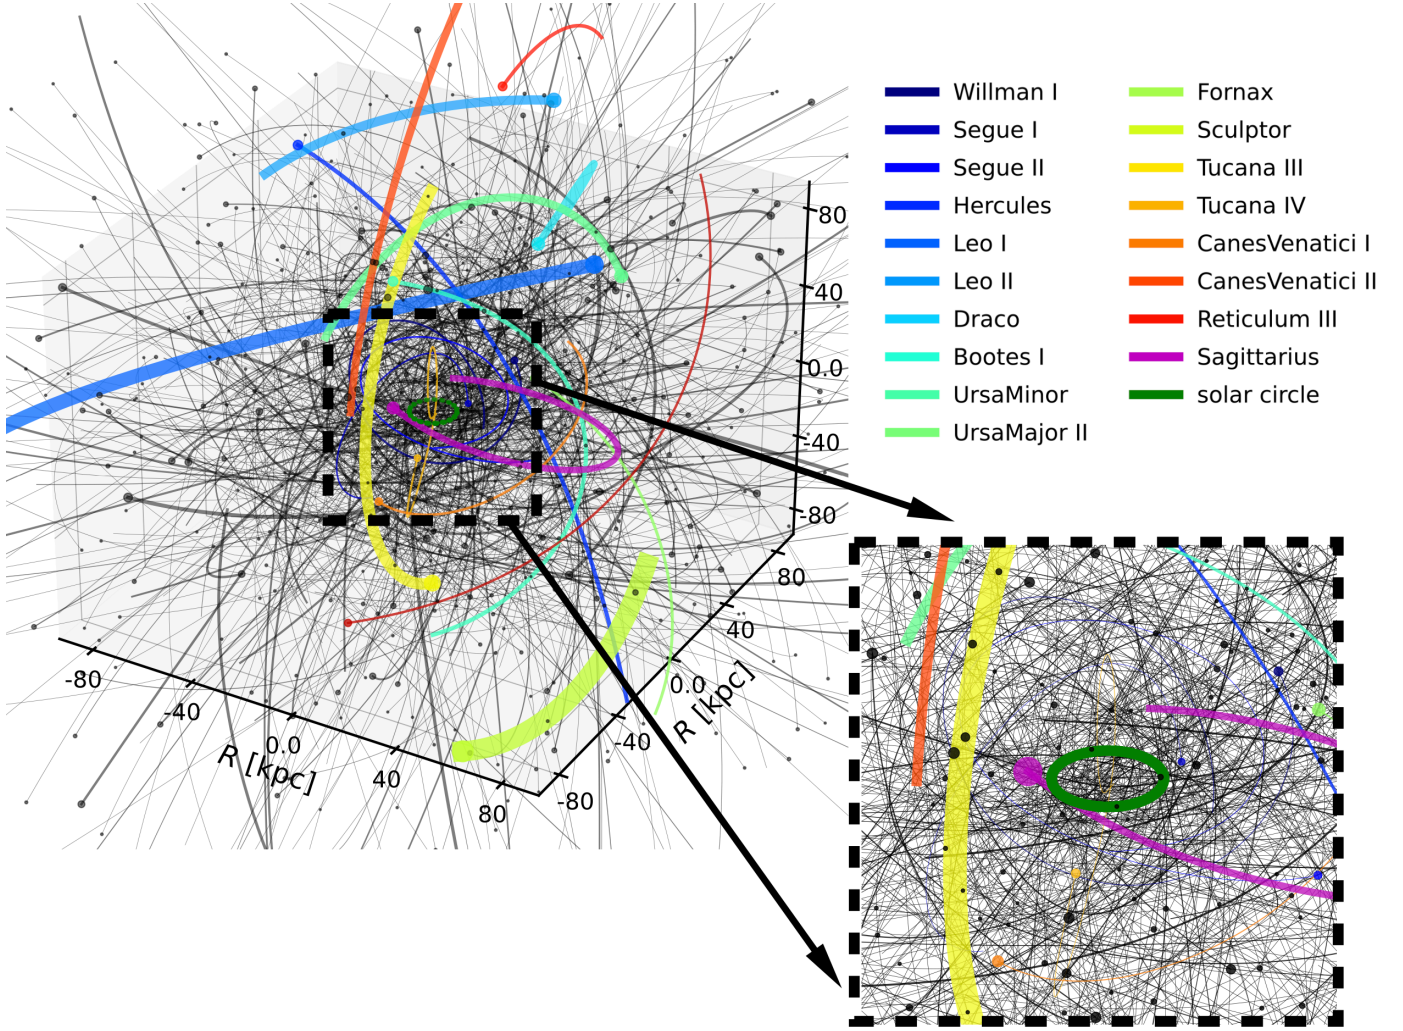 Willman I
Segue I
Segue II
Hercules
Leo I
Leo II
Draco
Bootes I
UrsaMinor
UrsaMajor II
Fornax
Sculptor
Tucana III
Tucana IV
CanesVenatici I
CanesVenatici II
Reticulum III
Sagittarius
solar circle
80
40
0.0
-40
-80
80
40
0.0
-40
-80
R [kpc]
-80
-40
0.0
40
80
R [kpc]